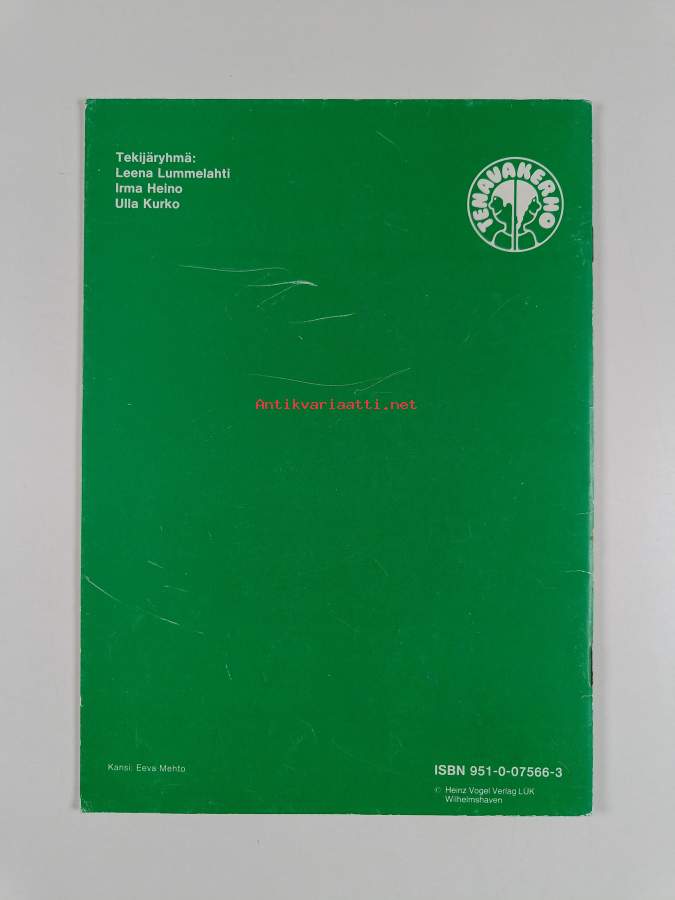 Tekijäryhmä:
Leena Lummelahti
Irma Heino
Ulla Kurko
TENAVAKERHO
Antikvariaatti.net
Kansi: Eeva Mehto
ISBN 951-0-07566-3
© Heinz Vogel Verlag LÜK
Wilhelmshaven